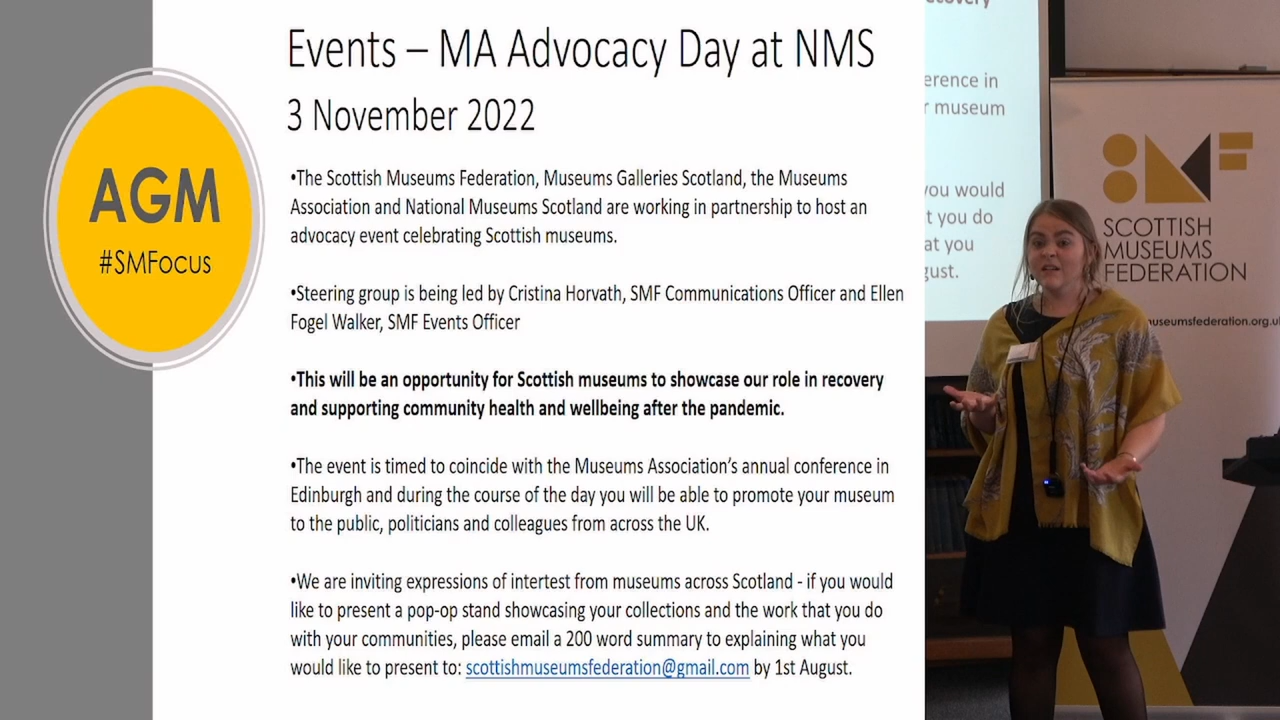 Events – MA Advocacy Day at NMS
3 November 2022
AGM
#SMFocus
•The Scottish Museums Federation, Museums Galleries Scotland, the Museums
Association and National Museums Scotland are working in partnership to host an
advocacy event celebrating Scottish museums.
•Steering group is being led by Cristina Horvath, SMF Communications Officer and Ellen
Fogel Walker, SMF Events Officer
•This will be an opportunity for Scottish museums to showcase our role in recovery
and supporting community health and wellbeing after the pandemic.
•The event is timed to coincide with the Museums Association's annual conference in
Edinburgh and during the course of the day you will be able to promote your museum
to the public, politicians and colleagues from across the UK.
•We are inviting expressions of intertest from museums across Scotland - if you would
like to present a pop-op stand showcasing your collections and the work that you do
with your communities, please email a 200 word summary to explaining what you
would like to present to: scottishmuseumsfederation@gmail.com by 1st August.
erence in
museum
you would
t you do
at you
gust.
SMF
SCOTTISH
MUSEUMS
FEDERATION
museumsfederation.org.u